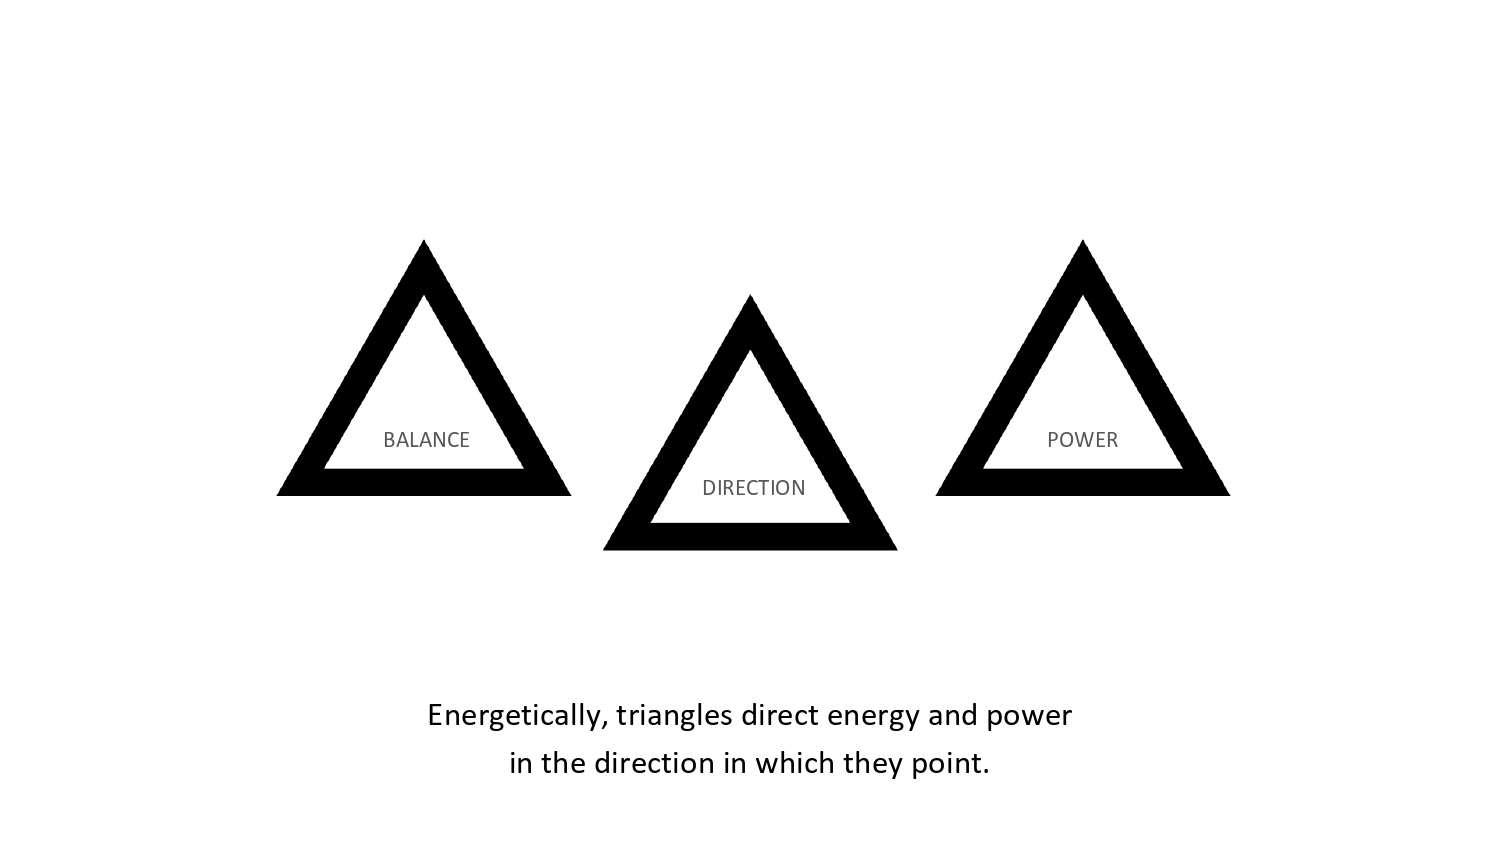 BALANCE
DIRECTION
POWER
Energetically, triangles direct energy and power
in the direction in which they point.